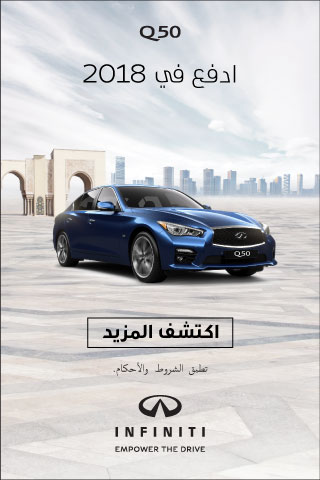 Q50
ادفع في 2018
Q50
اكتشف المزيد
تطبق الشروط والأحكام.
INFINITI
EMPOWER THE DRIVE